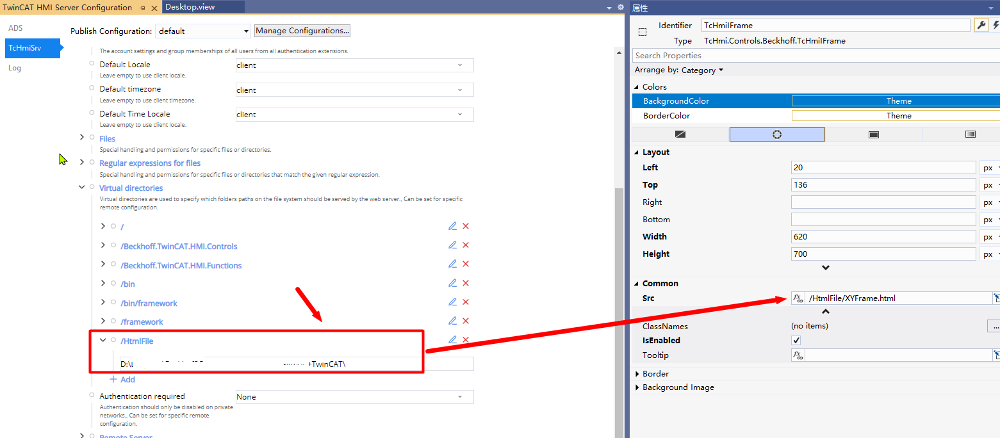 TwinCAT HMI Server Configuration
Desktop.view
ADS
TcHmiSrv
Log
Publish Configuration:
default
Manage Configurations...
The account settings and group memberships of all users from all authentication extensions.
Default Locale
client
Leave empty to use client locale.
Default timezone
client
Leave empty to use client timezone.
Default Time Locale
client
Leave empty to use client locale.
Files
Special handling and permissions for specific files or directories.
Regular expressions for files
Special handling and permissions for specific files or directories that match the given regular expression.
Virtual directories
Virtual directories are used to specify which folders paths on the file system should be served by the web server., Can be set for specific
remote configuration.
/
/Beckhoff.TwinCAT.HMI.Controls
/Beckhoff.TwinCAT.HMI.Functions
/bin
/bin/framework
/framework
/HtmlFile
D:\
+TwinCAT\
+ Add
Authentication required
None
Authentication should only be disabled on private
networks., Can be set for specific remote
configuration.
Remote Server
属性
Identifier
TcHmiIFrame
Type
TcHmi.Controls.Beckhoff.TcHmiIFrame
Search Properties
Arrange by: Category
Colors
BackgroundColor
Theme
BorderColor
Theme
Layout
Left
20
px
Top
136
px
Right
px
Bottom
px
Width
620
px
Height
700
px
Common
Src
/HtmlFile/XYFrame.html
ClassNames
(no items)
...
IsEnabled
Tooltip
Border
Background Image